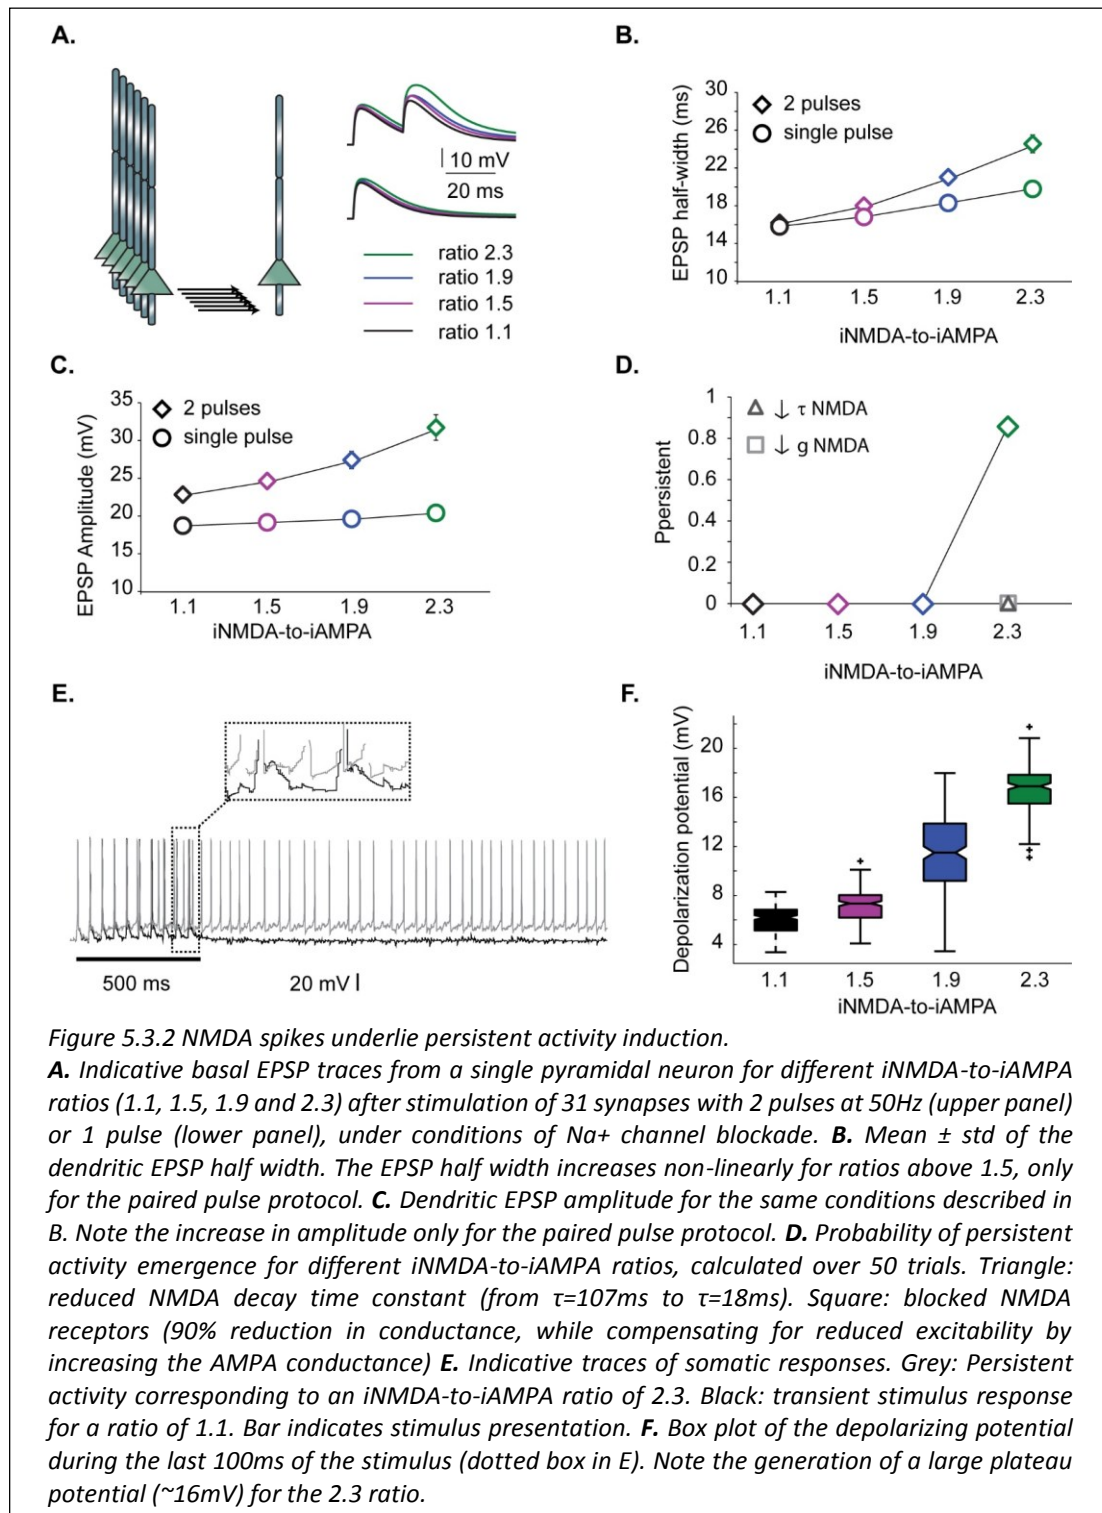 A.
10 mV
20 ms
ratio 2.3
ratio 1.9
ratio 1.5
ratio 1.1
B.
EPSP half-width (ms)
30
26
22
18
14
10
2 pulses
single pulse
1.1 1.5 1.9 2.3
iNMDA-to-iAMPA
C.
EPSP Amplitude (mV)
35
30
25
20
15
10
2 pulses
single pulse
1.1 1.5 1.9 2.3
iNMDA-to-iAMPA
D.
Ppersistent
1
0.8
0.6
0.4
0.2
0
↓ τ NMDA
↓ g NMDA
1.1 1.5 1.9 2.3
iNMDA-to-iAMPA
E.
500 ms 20 mV
F.
Depolarization potential (mV)
20
16
12
8
4
1.1 1.5 1.9 2.3
iNMDA-to-iAMPA
Figure 5.3.2 NMDA spikes underlie persistent activity induction.
A. Indicative basal EPSP traces from a single pyramidal neuron for different iNMDA-to-iAMPA
ratios (1.1, 1.5, 1.9 and 2.3) after stimulation of 31 synapses with 2 pulses at 50Hz (upper panel)
or 1 pulse (lower panel), under conditions of Na+ channel blockade. B. Mean ± std of the
dendritic EPSP half width. The EPSP half width increases non-linearly for ratios above 1.5, only
for the paired pulse protocol. C. Dendritic EPSP amplitude for the same conditions described in
B. Note the increase in amplitude only for the paired pulse protocol. D. Probability of persistent
activity emergence for different iNMDA-to-iAMPA ratios, calculated over 50 trials. Triangle:
reduced NMDA decay time constant (from τ=107ms to τ=18ms). Square: blocked NMDA
receptors (90% reduction in conductance, while compensating for reduced excitability by
increasing the AMPA conductance) E. Indicative traces of somatic responses. Grey: Persistent
activity corresponding to an iNMDA-to-iAMPA ratio of 2.3. Black: transient stimulus response
for a ratio of 1.1. Bar indicates stimulus presentation. F. Box plot of the depolarizing potential
during the last 100ms of the stimulus (dotted box in E). Note the generation of a large plateau
potential (~16mV) for the 2.3 ratio.